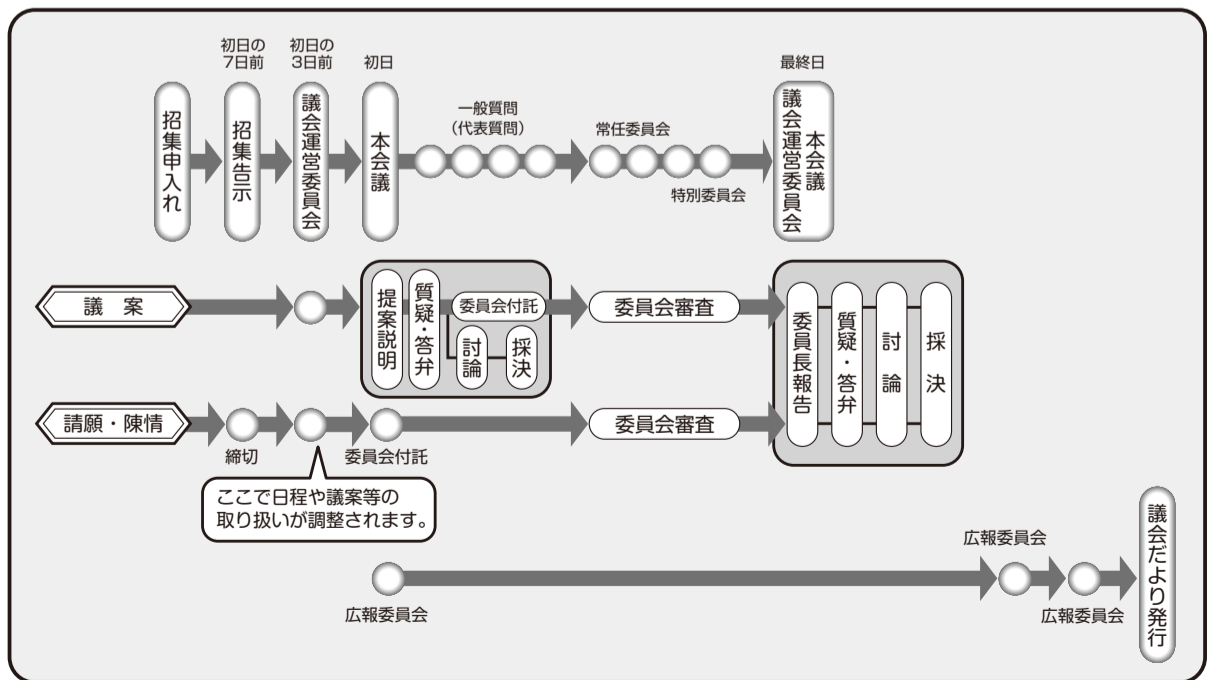 初日の
7日前
初日の
3日前
初日
最終日
招集申入れ
招集告示
議会運営委員会
本会議
一般質問
(代表質問)
常任委員会
特別委員会
本会議
議会運営委員会
議 案
提案説明
質疑・答弁
委員会付託
討論
採決
委員会審査
委員長報告
質疑・答弁
討 論
採 決
請願・陳情
締切
委員会付託
委員会審査
ここで日程や議案等の
取り扱いが調整されます。
広報委員会
広報委員会
広報委員会
議会だより発行